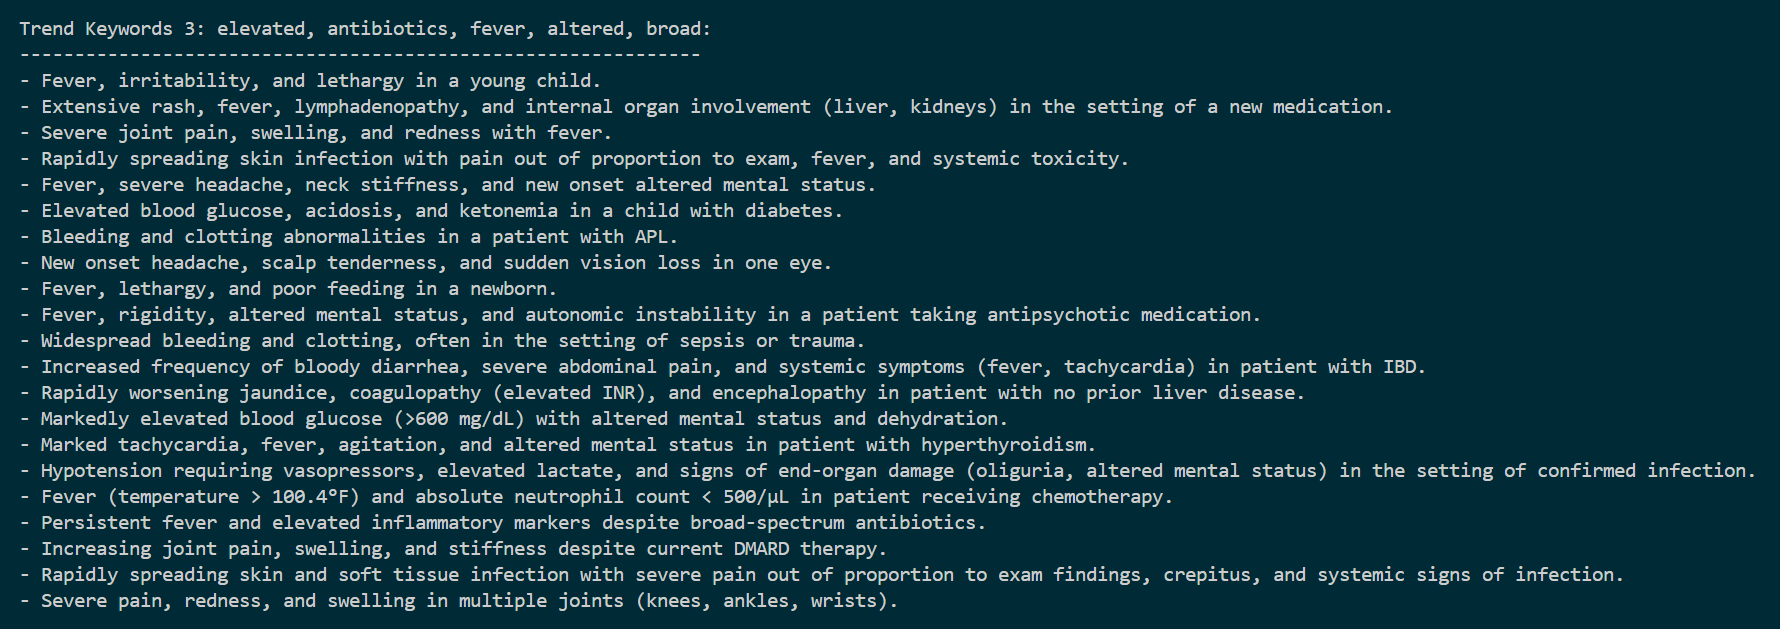 Trend Keywords 3: elevated, antibiotics, fever, altered, broad:
--------------------------------------------------------------
- Fever, irritability, and lethargy in a young child.
- Extensive rash, fever, lymphadenopathy, and internal organ involvement (liver, kidneys) in the setting of a new medication.
- Severe joint pain, swelling, and redness with fever.
- Rapidly spreading skin infection with pain out of proportion to exam, fever, and systemic toxicity.
- Fever, severe headache, neck stiffness, and new onset altered mental status.
- Elevated blood glucose, acidosis, and ketonemia in a child with diabetes.
- Bleeding and clotting abnormalities in a patient with APL.
- New onset headache, scalp tenderness, and sudden vision loss in one eye.
- Fever, lethargy, and poor feeding in a newborn.
- Fever, rigidity, altered mental status, and autonomic instability in a patient taking antipsychotic medication.
- Widespread bleeding and clotting, often in the setting of sepsis or trauma.
- Increased frequency of bloody diarrhea, severe abdominal pain, and systemic symptoms (fever, tachycardia) in patient with IBD.
- Rapidly worsening jaundice, coagulopathy (elevated INR), and encephalopathy in patient with no prior liver disease.
- Markedly elevated blood glucose (>600 mg/dL) with altered mental status and dehydration.
- Marked tachycardia, fever, agitation, and altered mental status in patient with hyperthyroidism.
- Hypotension requiring vasopressors, elevated lactate, and signs of end-organ damage (oliguria, altered mental status) in the setting of confirmed infection.
- Fever (temperature > 100.4°F) and absolute neutrophil count < 500/μL in patient receiving chemotherapy.
- Persistent fever and elevated inflammatory markers despite broad-spectrum antibiotics.
- Increasing joint pain, swelling, and stiffness despite current DMARD therapy.
- Rapidly spreading skin and soft tissue infection with severe pain out of proportion to exam findings, crepitus, and systemic signs of infection.
- Severe pain, redness, and swelling in multiple joints (knees, ankles, wrists).